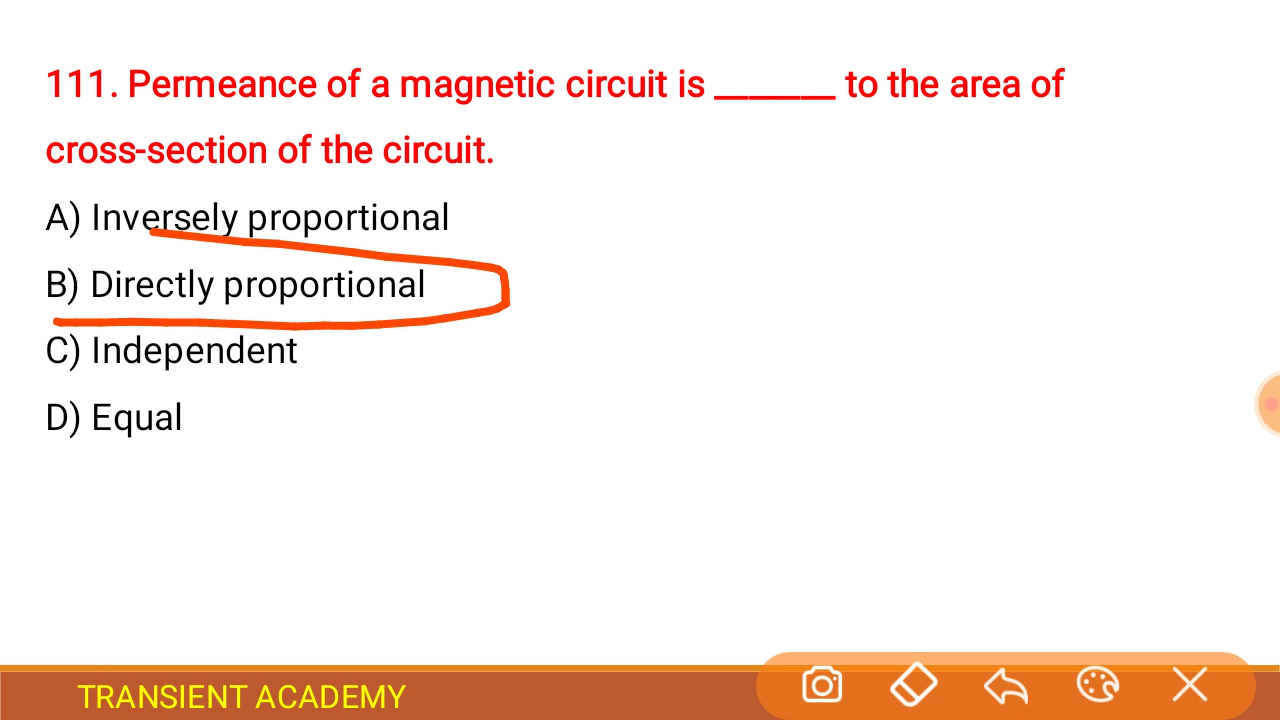 111. Permeance of a magnetic circuit is _______ to the area of
cross-section of the circuit.
A) Inversely proportional
B) Directly proportional
C) Independent
D) Equal
TRANSIENT ACADEMY